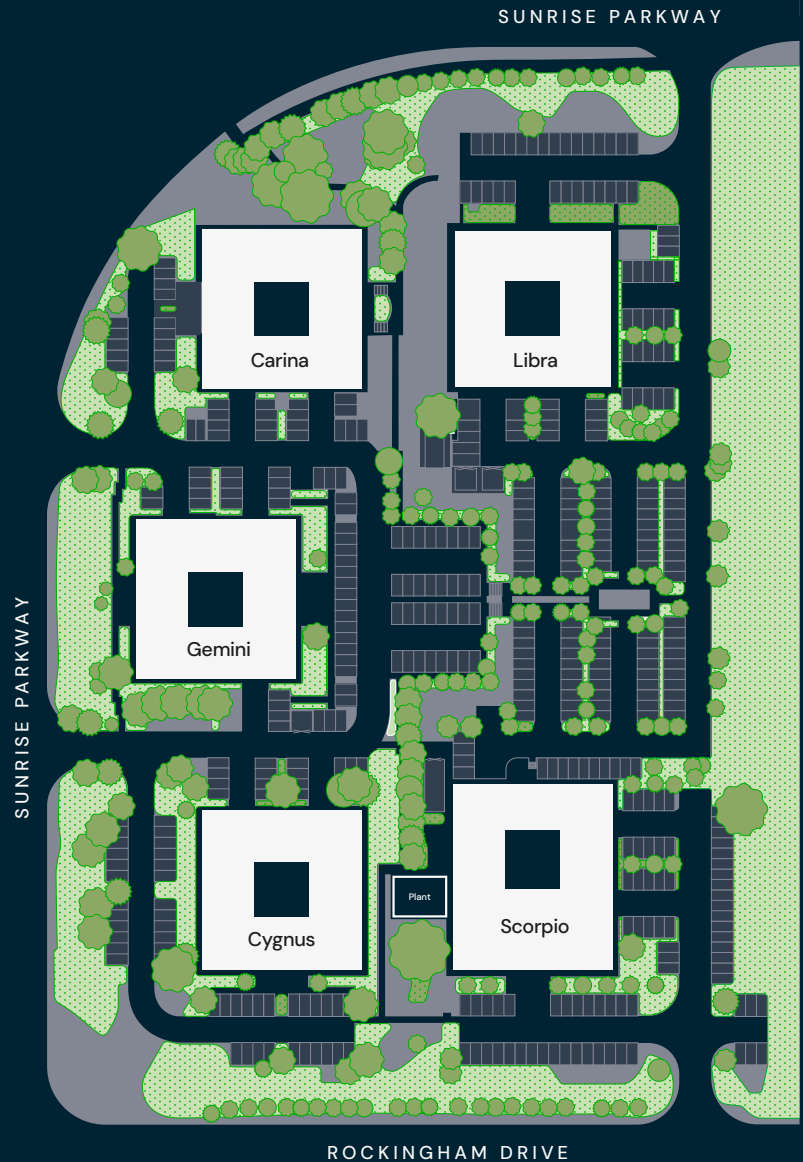 SUNRISE PARKWAY
Carina
Libra
Gemini
SUNRISE PARKWAY
Plant
Scorpio
Cygnus
ROCKINGHAM DRIVE